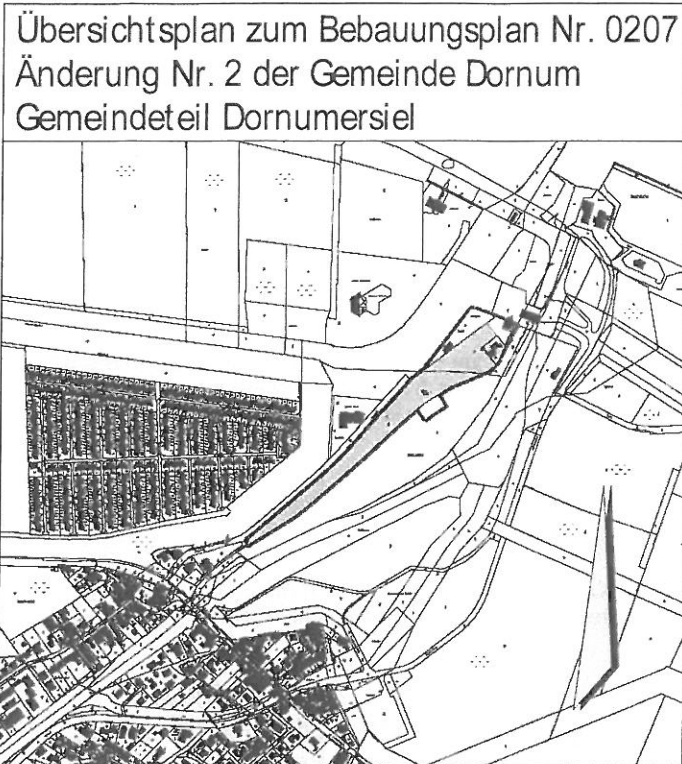 Übersichtsplan zum Bebauungsplan Nr. 0207
Änderung Nr. 2 der Gemeinde Dornum
Gemeindeteil Dornumersiel